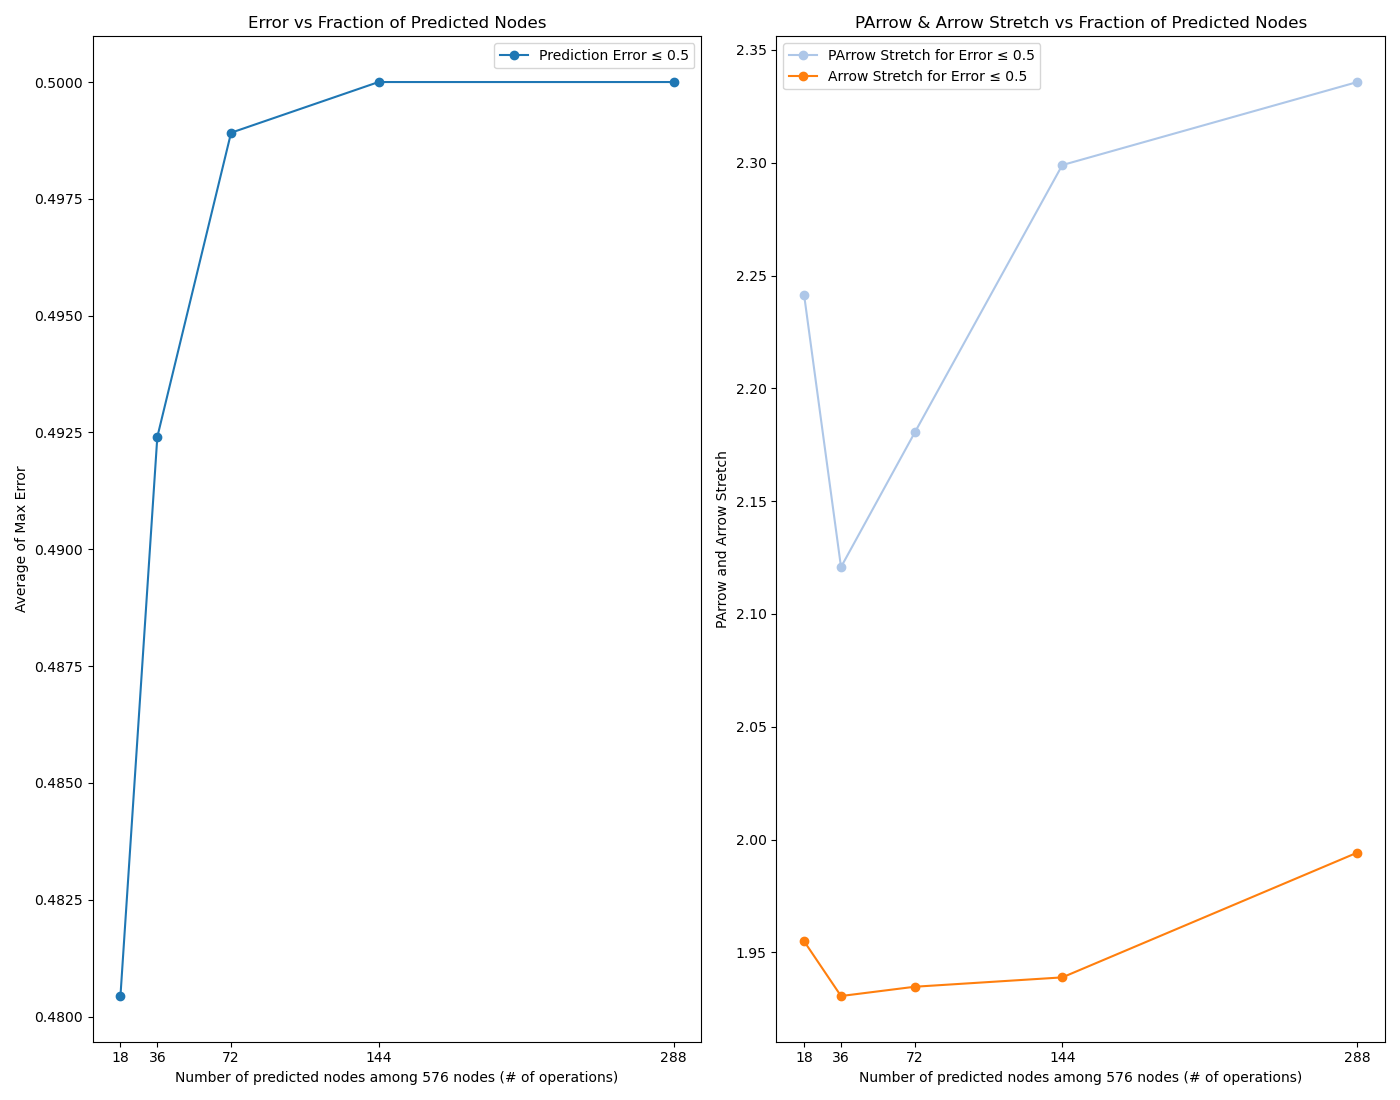 Error vs Fraction of Predicted Nodes
Prediction Error ≤ 0.5
0.5000
0.4975
0.4950
0.4925
0.4900
0.4875
0.4850
0.4825
0.4800
Average of Max Error
18 36 72 144 288
Number of predicted nodes among 576 nodes (# of operations)
PArrow & Arrow Stretch vs Fraction of Predicted Nodes
PArrow Stretch for Error ≤ 0.5
Arrow Stretch for Error ≤ 0.5
2.35
2.30
2.25
2.20
2.15
2.10
2.05
2.00
1.95
PArrow and Arrow Stretch
18 36 72 144 288
Number of predicted nodes among 576 nodes (# of operations)